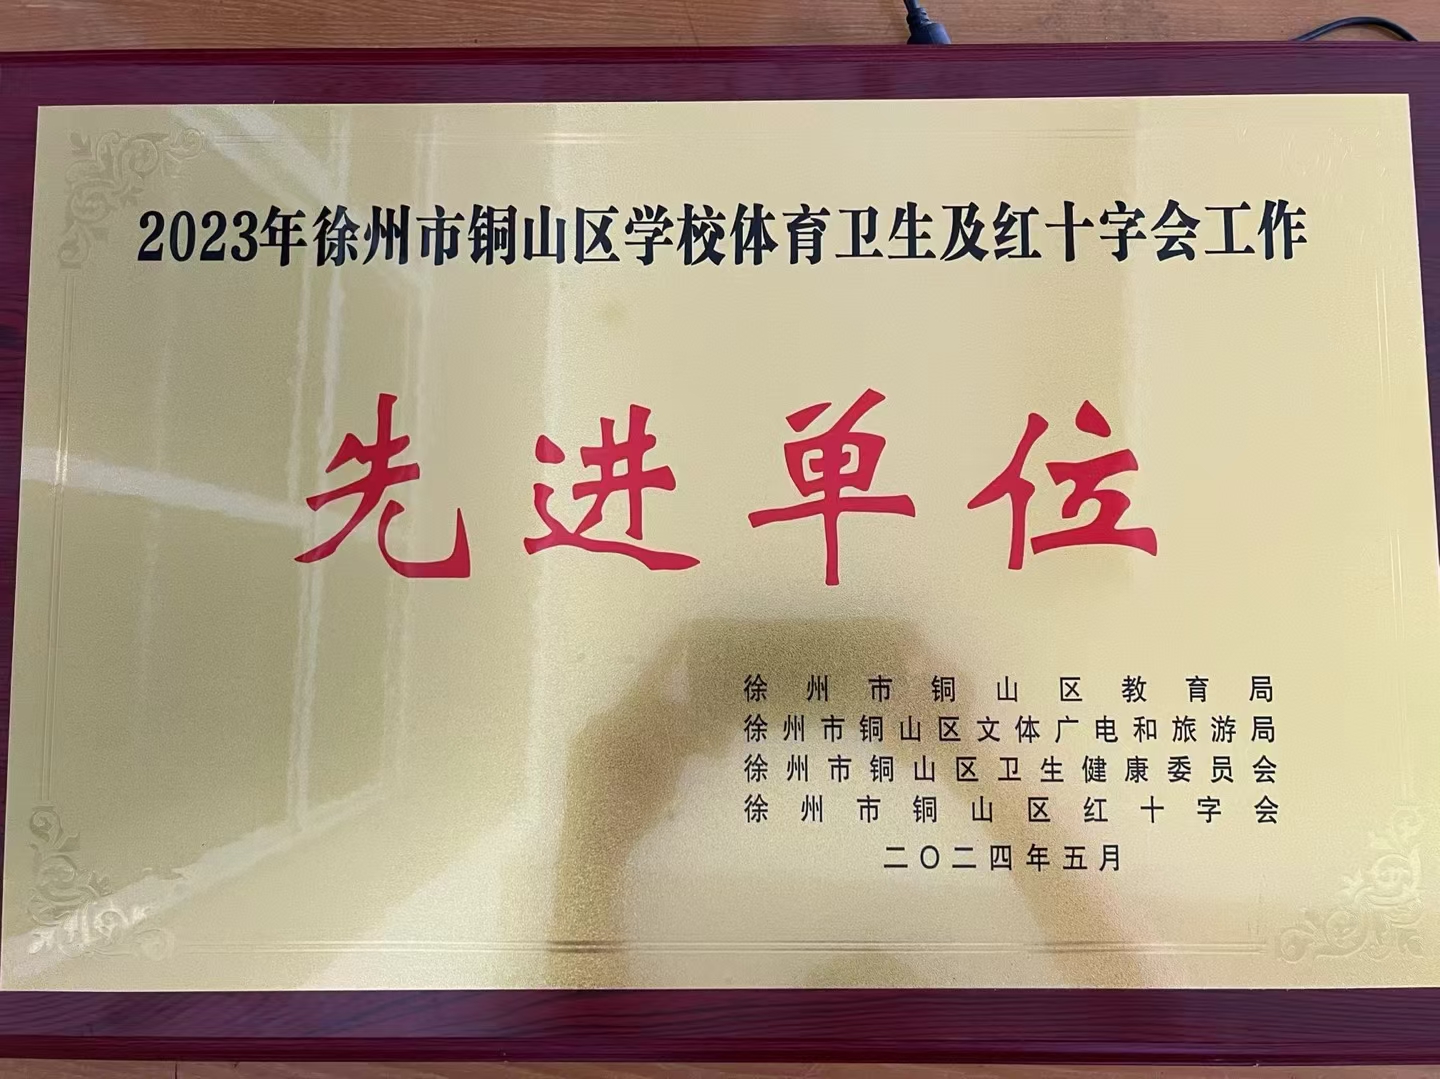 2023年徐州市铜山区学校体育卫生及红十字会工作
先进单位
徐州市铜山区教育局
徐州市铜山区文体广电和旅游局
徐州市铜山区卫生健康委员会
徐州市铜山区红十字会
二〇二四年五月